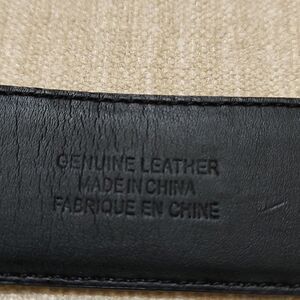 GENUINE LEATHER
MADE IN CHINA
FABRIQUE EN CHINE